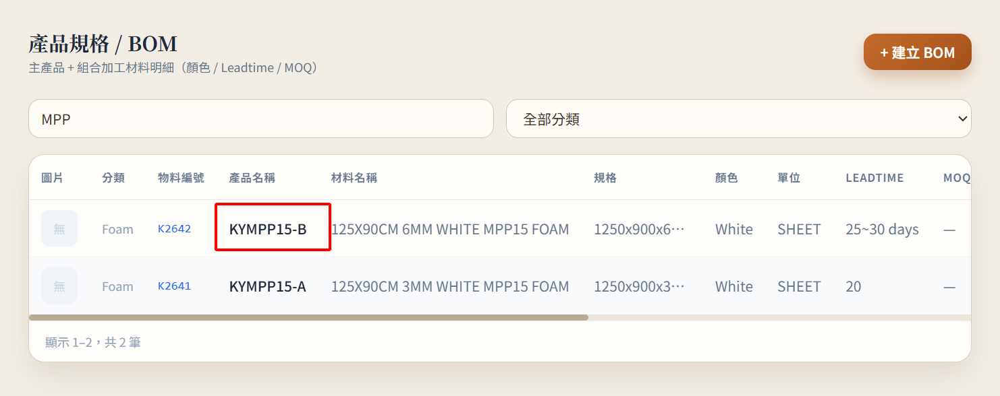 產品規格 / BOM
主產品 + 組合加工材料明細（顏色 / Leadtime / MOQ）
+ 建立 BOM
MPP
全部分類
圖片 分類 物料編號 產品名稱 材料名稱 規格 顏色 單位 LEADTIME MOQ
無 Foam K2642 KYMPP15-B 125X90CM 6MM WHITE MPP15 FOAM 1250x900x6··· White SHEET 25~30 days —
無 Foam K2641 KYMPP15-A 125X90CM 3MM WHITE MPP15 FOAM 1250x900x3··· White SHEET 20 —
顯示 1–2，共 2 筆